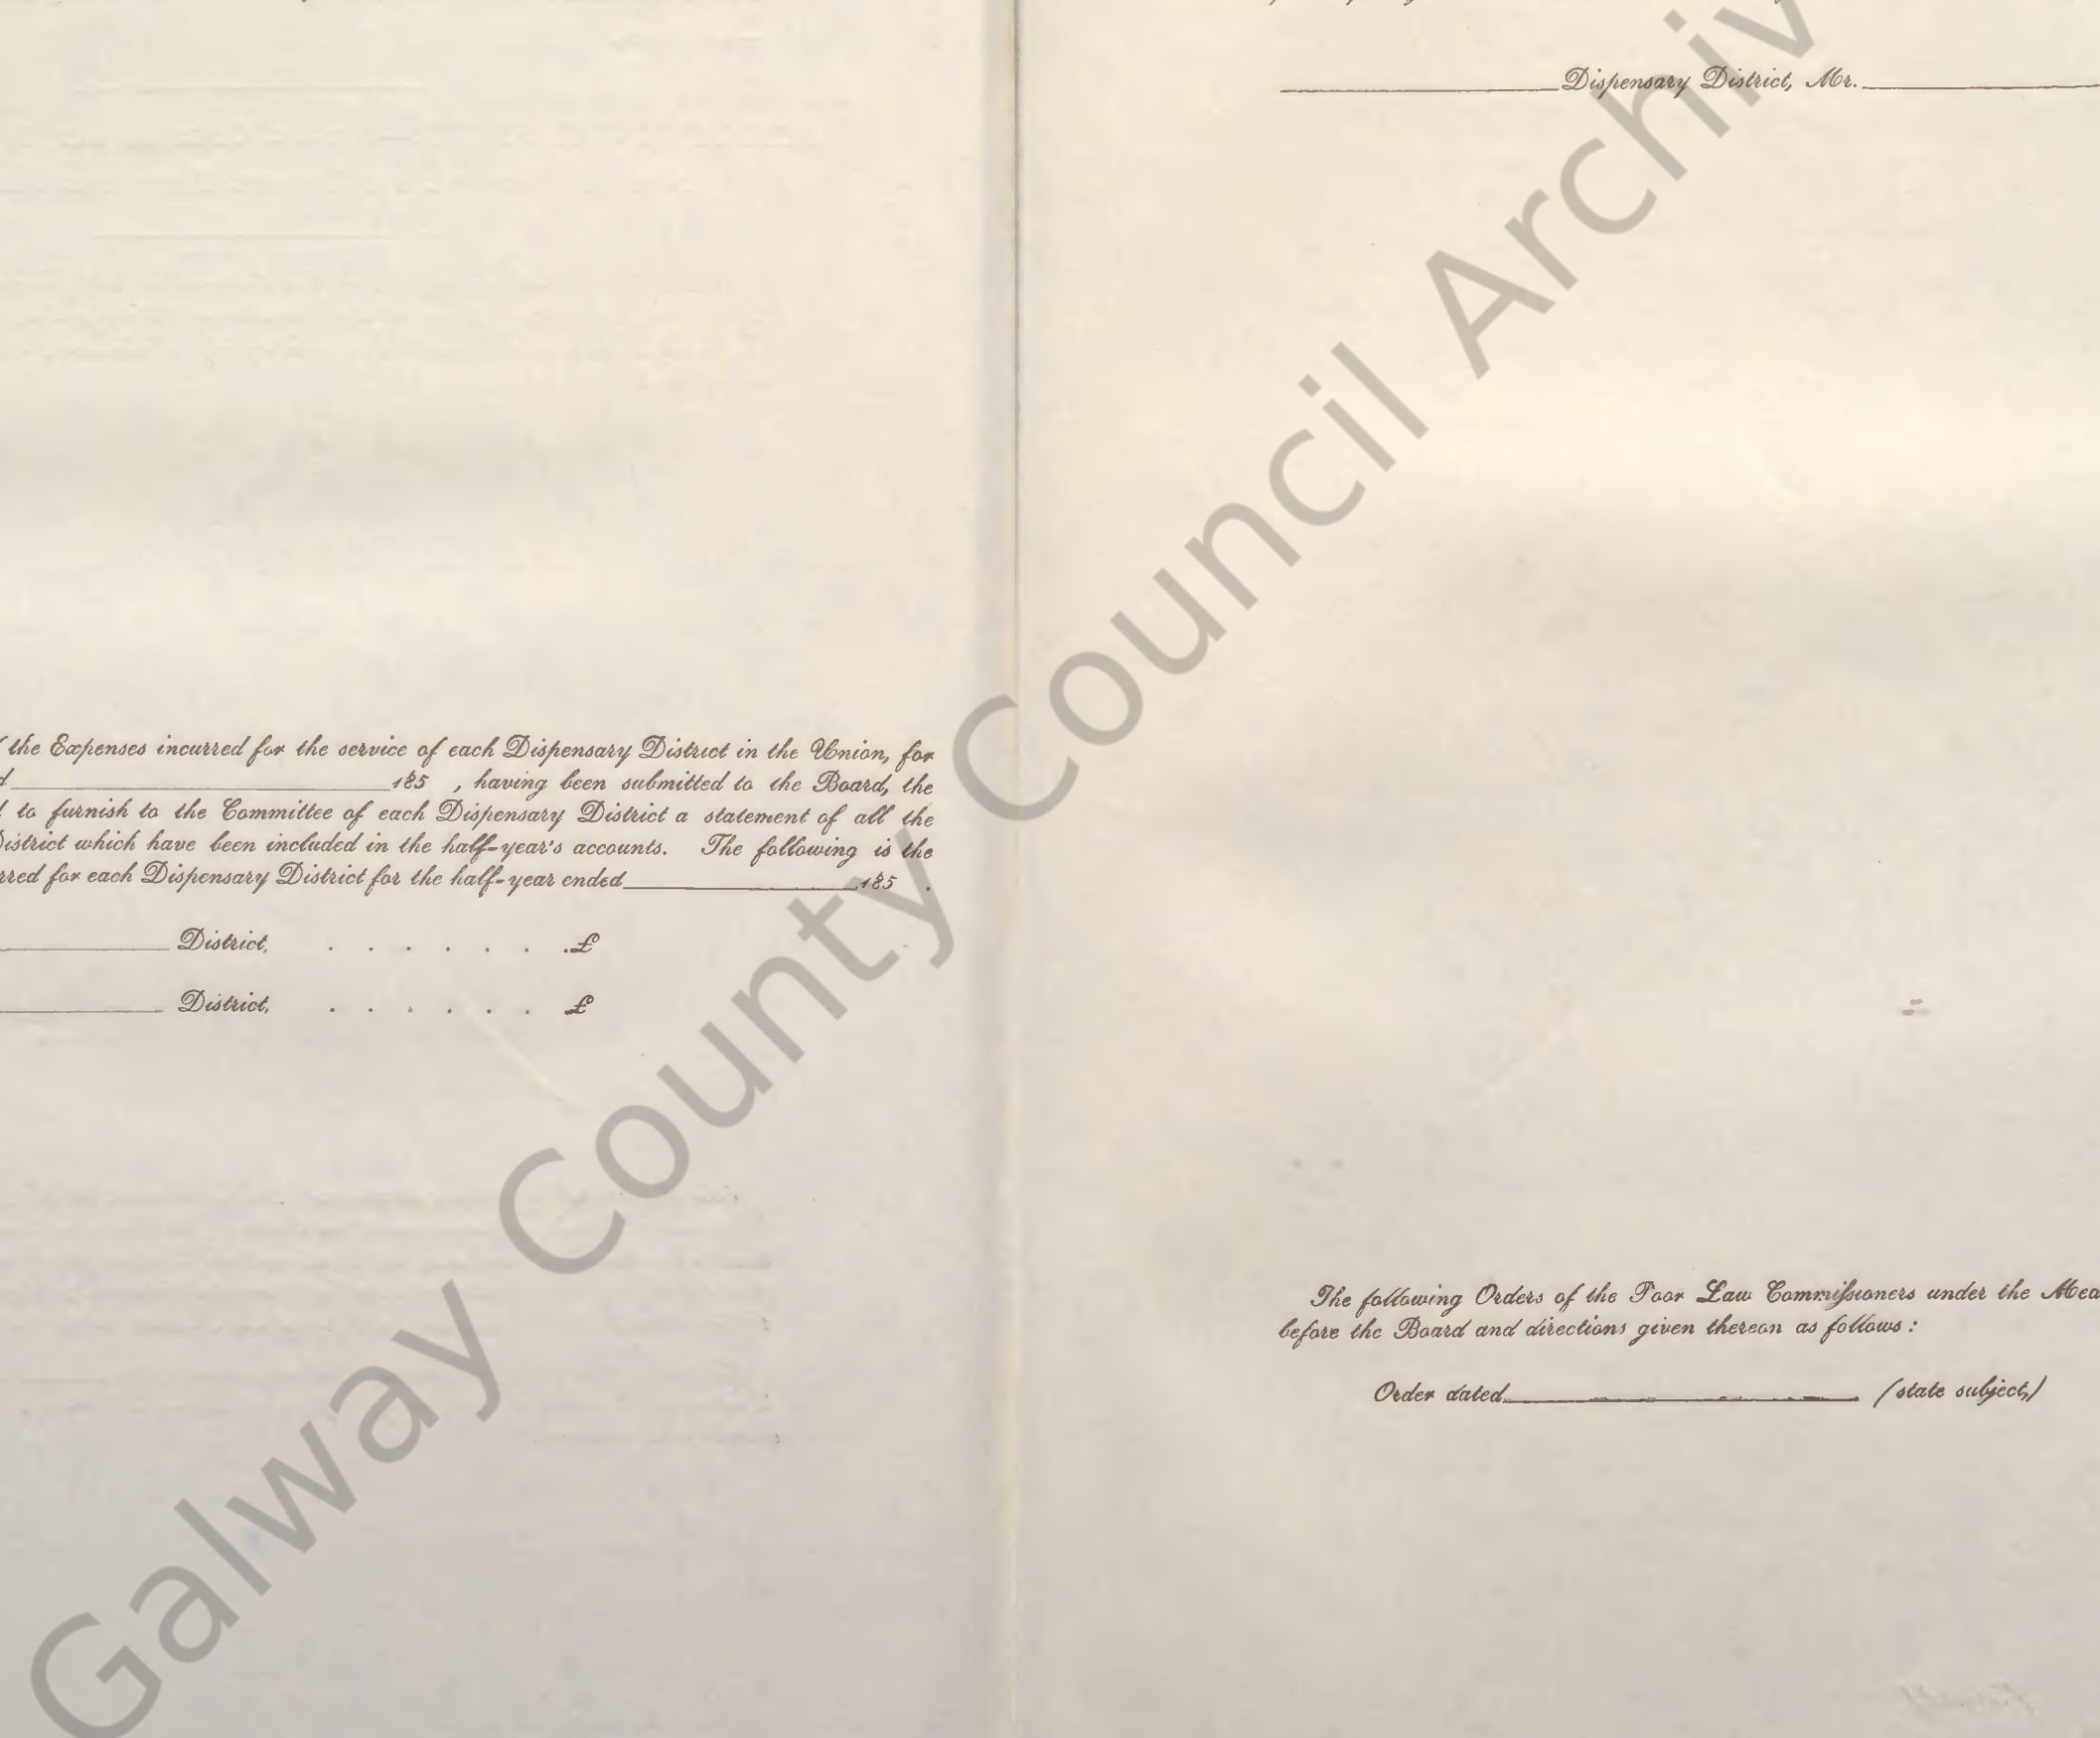 the Expenses incurred for the service of each Dispensary District in the Union, for
185 , having been submitted to the Board, the
to furnish to the Committee of each Dispensary District a statement of all the
District which have been included in the half-year's accounts. The following is the
rred for each Dispensary District for the half-year ended 185 .
District, . . . . . . . £
District, . . . . . . £
Dispensary District, Mr.
The following Orders of the Poor Law Commissioners under the Med
before the Board and directions given thereon as follows :
Order dated (state subject,)
Galway County Council Archiv